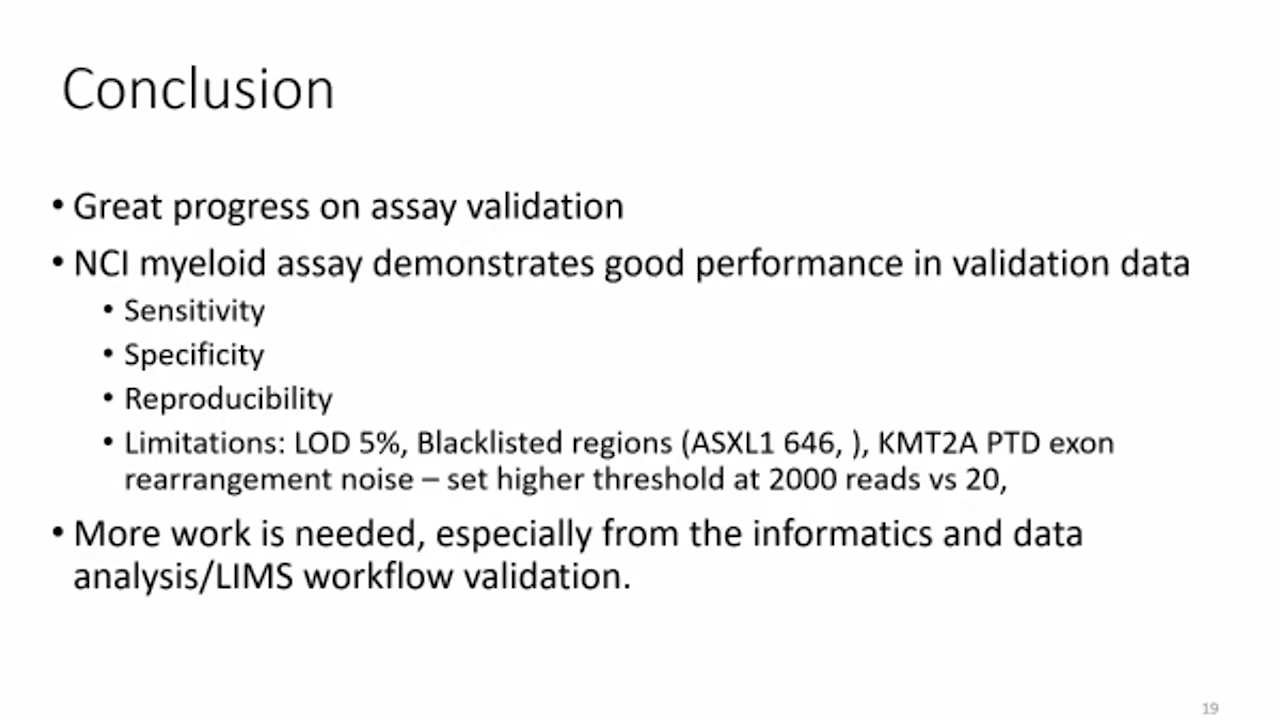 Conclusion
• Great progress on assay validation
• NCI myeloid assay demonstrates good performance in validation data
• Sensitivity
• Specificity
• Reproducibility
• Limitations: LOD 5%, Blacklisted regions (ASXL1 646, ), KMT2A PTD exon
rearrangement noise – set higher threshold at 2000 reads vs 20,
• More work is needed, especially from the informatics and data
analysis/LIMS workflow validation.
19